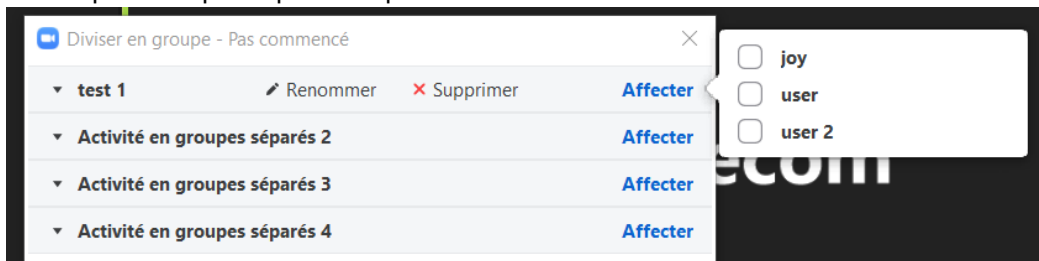 Diviser en groupe - Pas commencé
test 1 Renommer Supprimer Affecter
joy
user
user 2
Activité en groupes séparés 2 Affecter
Activité en groupes séparés 3 Affecter
Activité en groupes séparés 4 Affecter
ecom